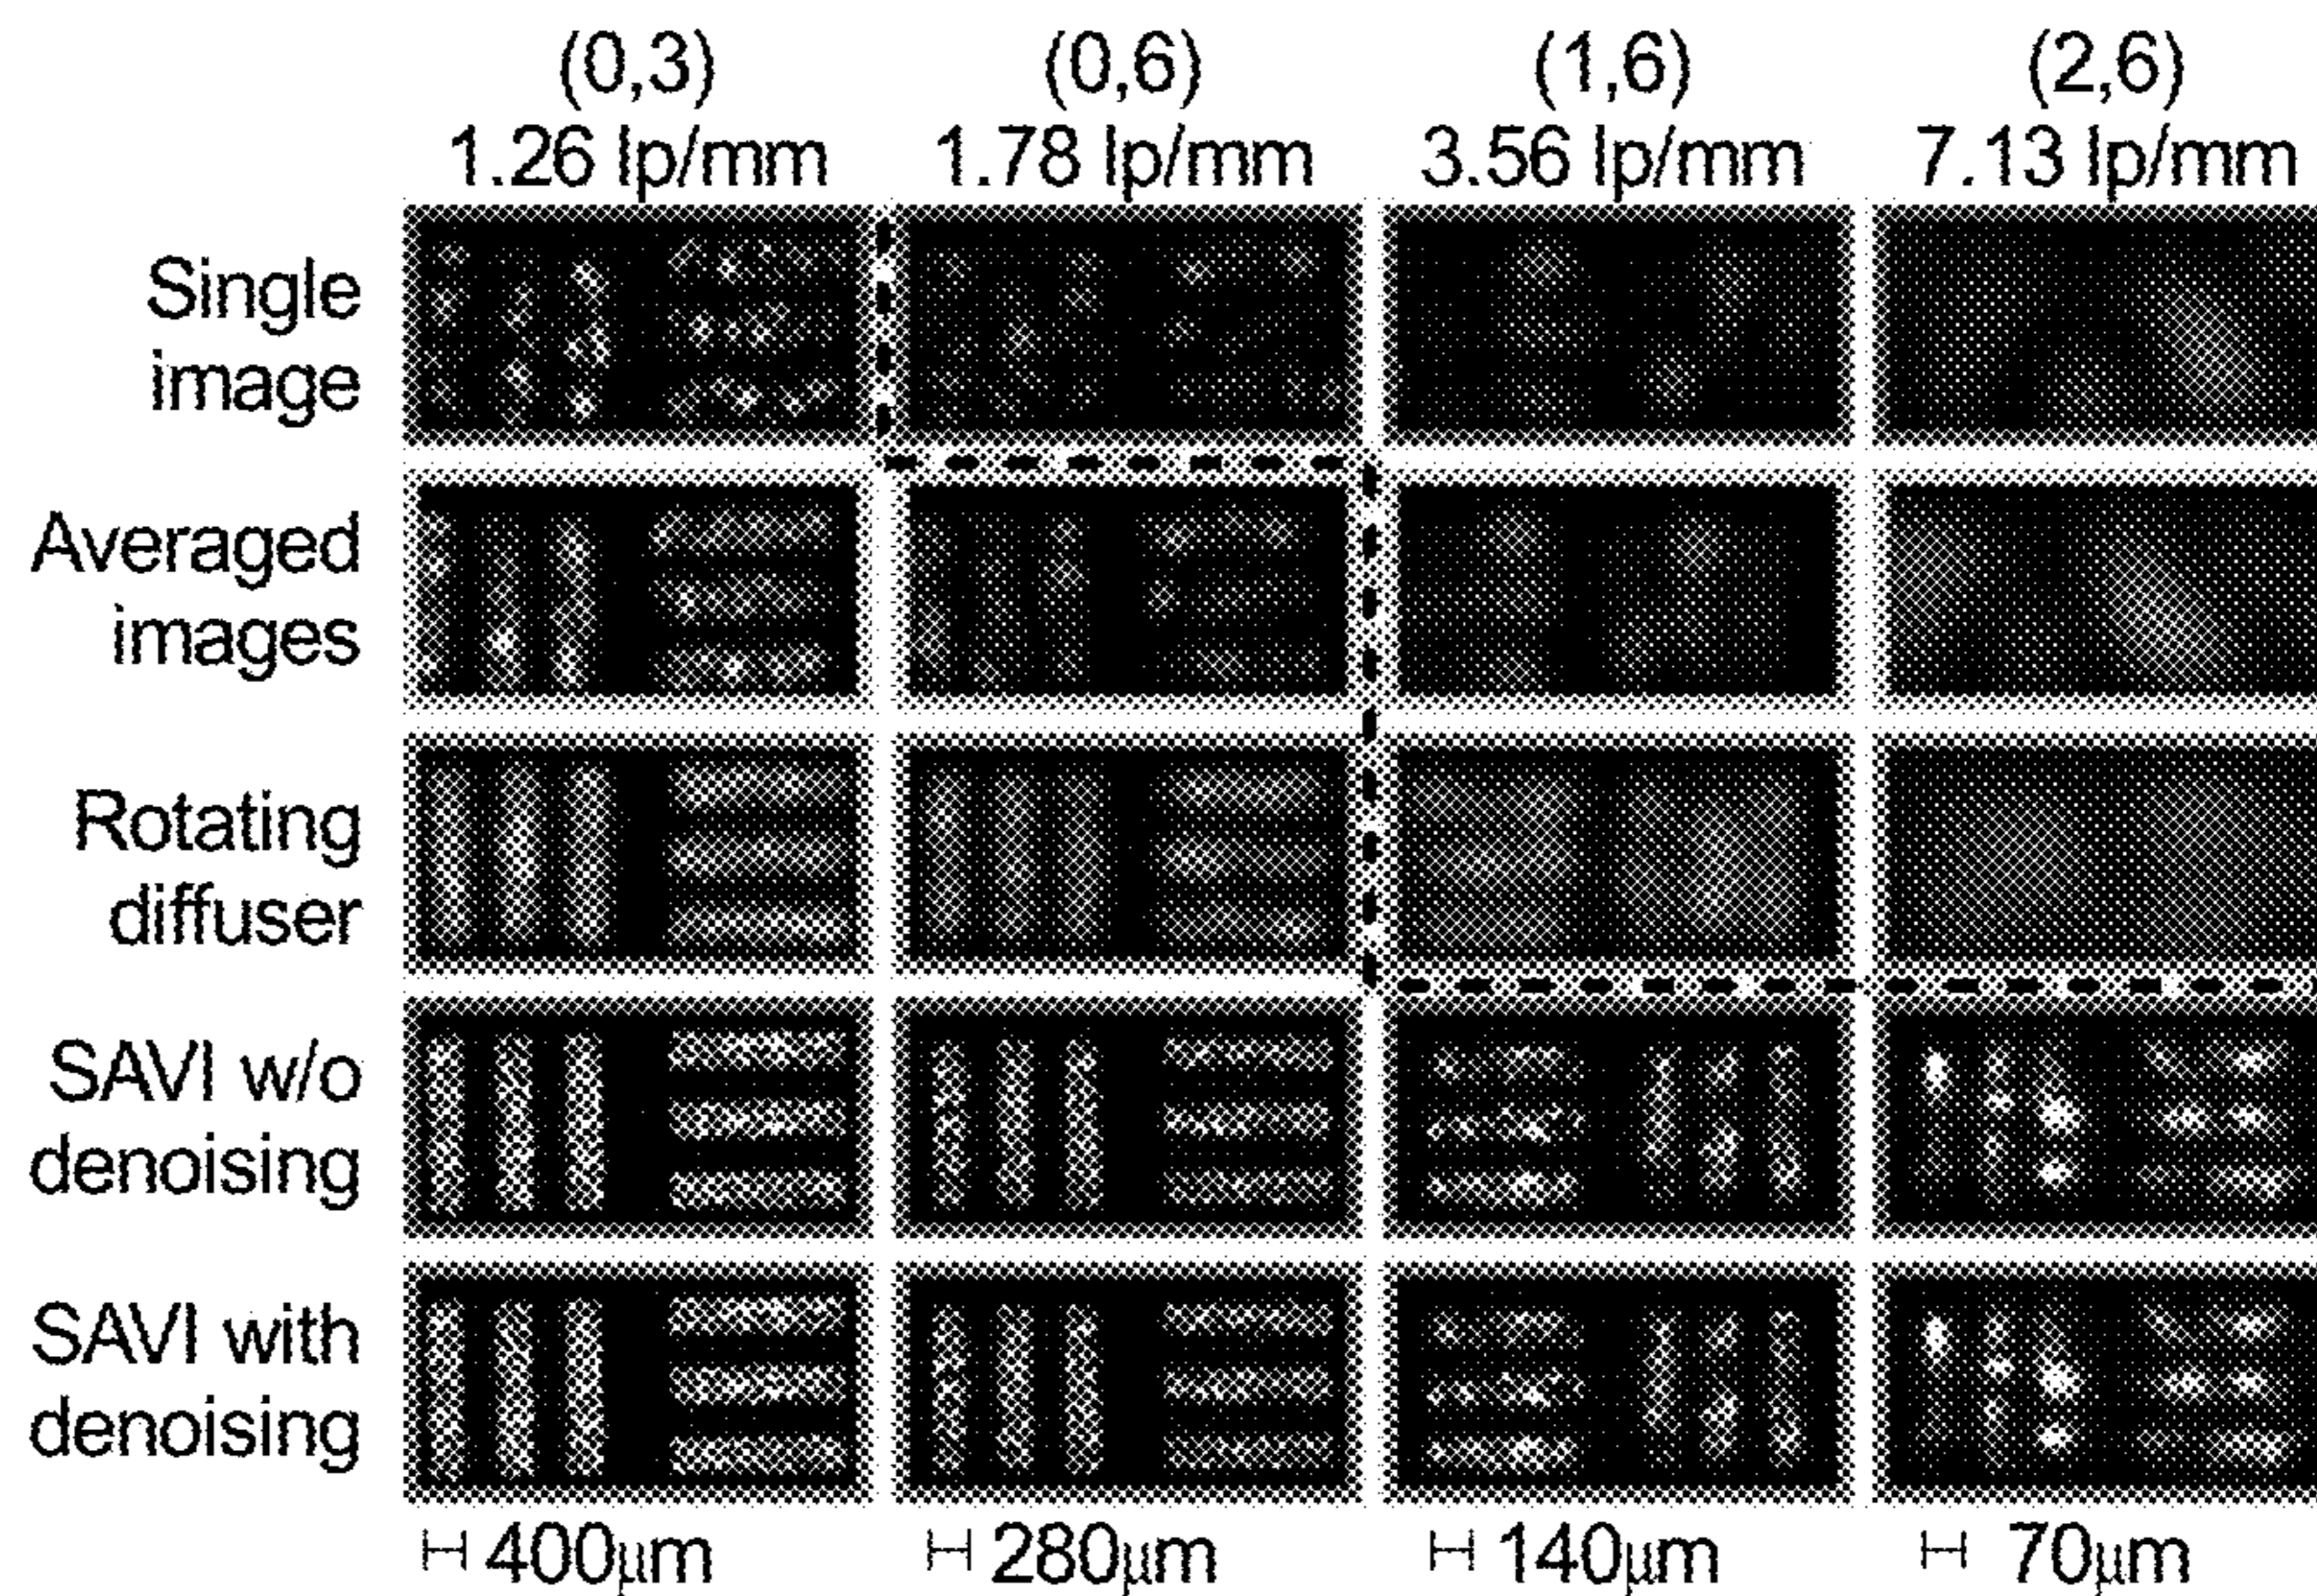 (0,3) (0,6) (1,6) (2,6)
1.26 lp/mm 1.78 lp/mm 3.56 lp/mm 7.13 lp/mm
Single
image
Averaged
images
Rotating
diffuser
SAVI w/o
denoising
SAVI with
denoising
400μm 280μm 140μm 70μm